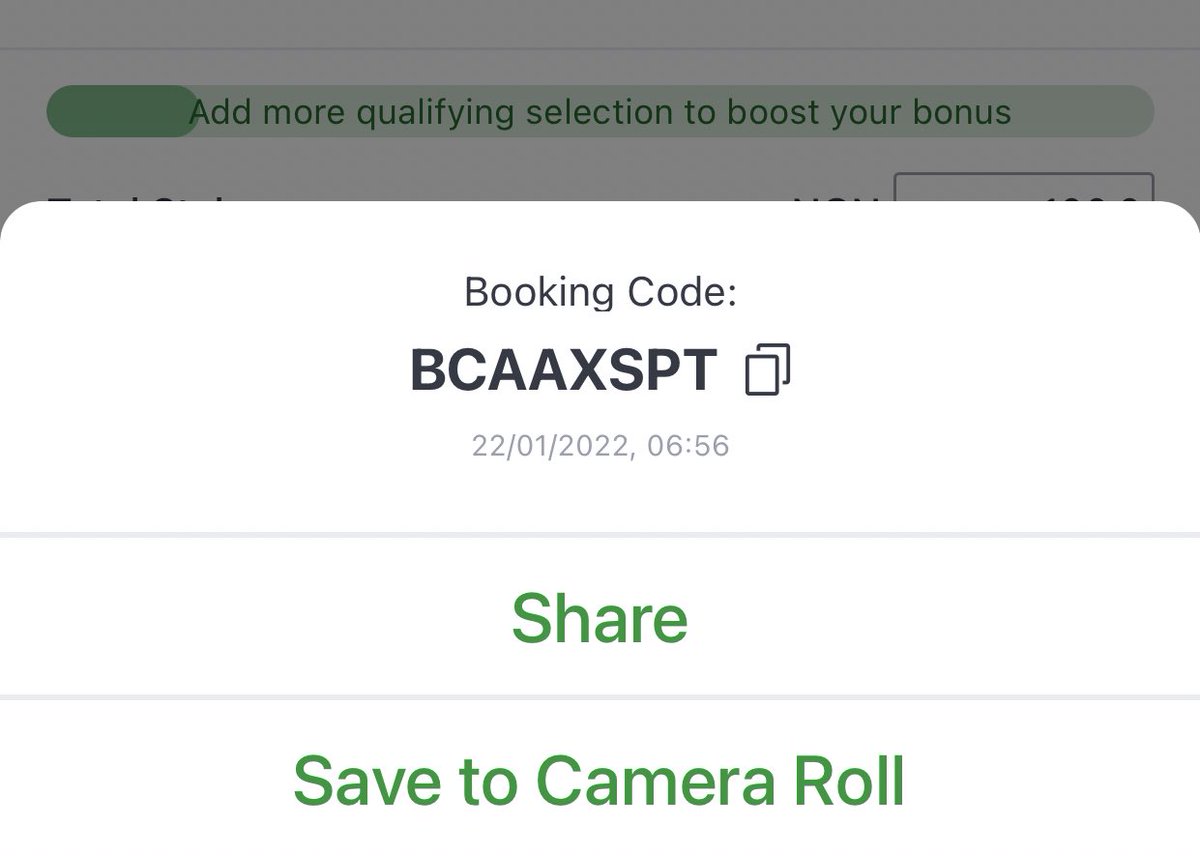 Add more qualifying selection to boost your bonus
Booking Code:
BCAAXSPT
22/01/2022, 06:56
Share
Save to Camera Roll